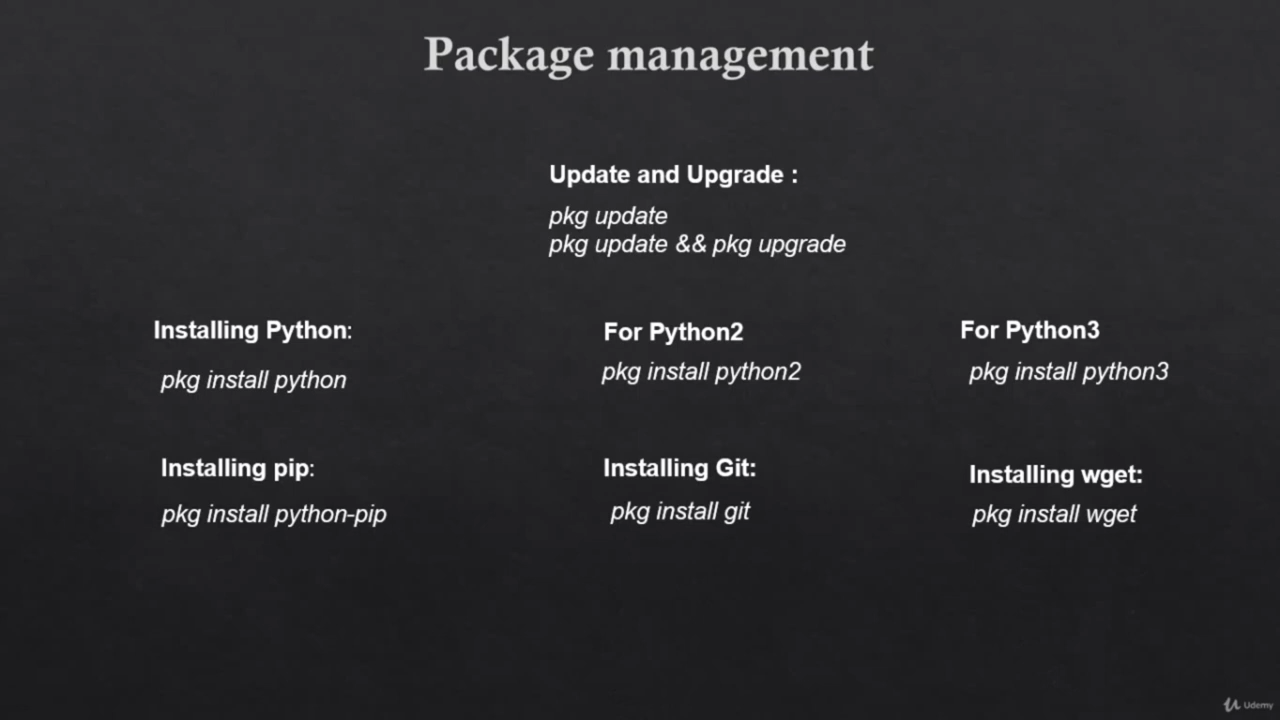 Package management
Update and Upgrade :
pkg update
pkg update && pkg upgrade
Installing Python:
pkg install python
For Python2
pkg install python2
For Python3
pkg install python3
Installing pip:
pkg install python-pip
Installing Git:
pkg install git
Installing wget:
pkg install wget
Udemy